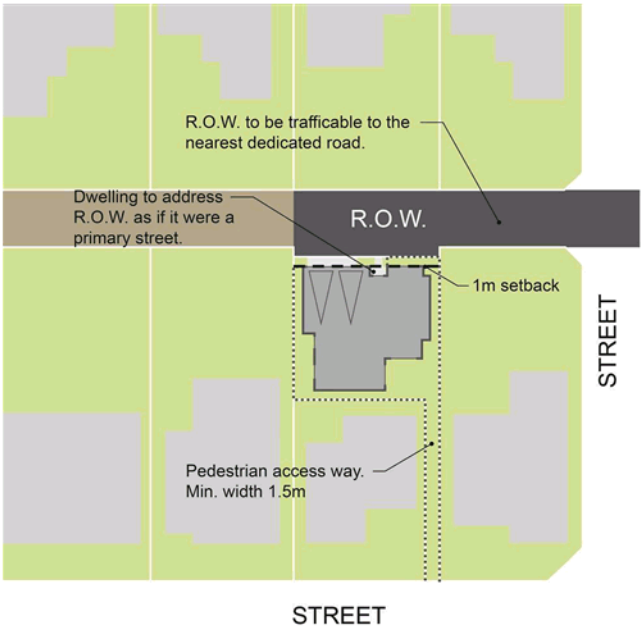 R.O.W. to be trafficable to the
nearest dedicated road.
Dwelling to address
R.O.W. as if it were a
primary street.
R.O.W.
1m setback
STREET
Pedestrian access way.
Min. width 1.5m
STREET